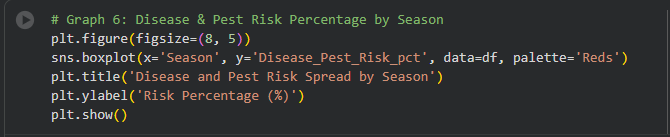 # Graph 6: Disease & Pest Risk Percentage by Season
plt.figure(figsize=(8, 5))
sns.boxplot(x='Season', y='Disease_Pest_Risk_pct', data=df, palette='Reds')
plt.title('Disease and Pest Risk Spread by Season')
plt.ylabel('Risk Percentage (%)')
plt.show()